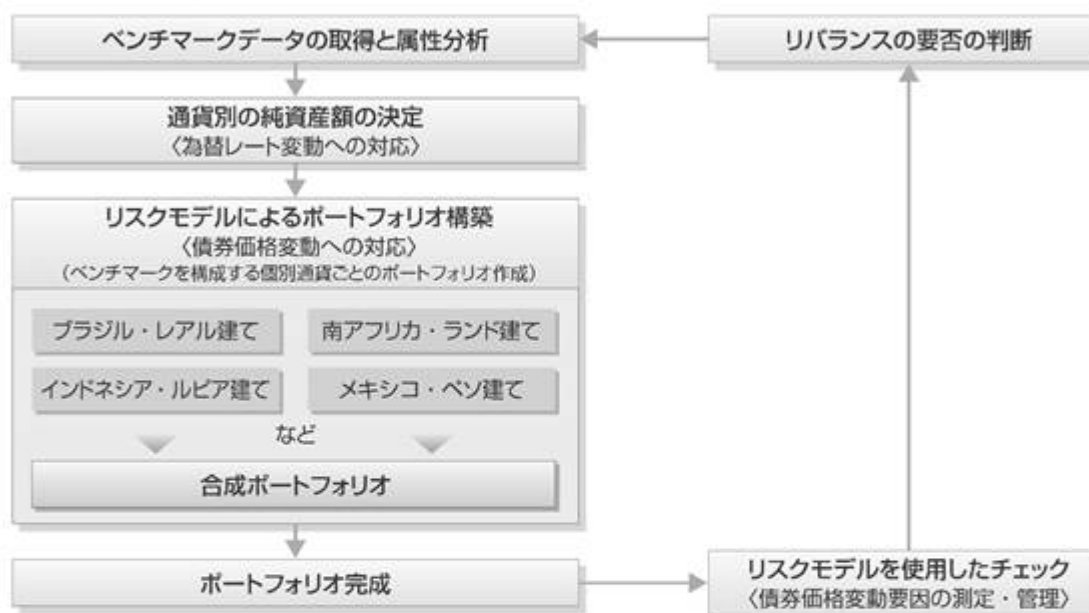 ベンチマークデータの取得と属性分析
リバランスの要否の判断
通貨別の純資産額の決定
〈為替レート変動への対応〉
リスクモデルによるポートフォリオ構築
〈債券価格変動への対応〉
(ベンチマークを構成する個別通貨ごとのポートフォリオ作成)
ブラジル・レアル建て
南アフリカ・ランド建て
インドネシア・ルピア建て
メキシコ・ペソ建て
など
合成ポートフォリオ
ポートフォリオ完成
リスクモデルを使用したチェック
〈債券価格変動要因の測定・管理〉